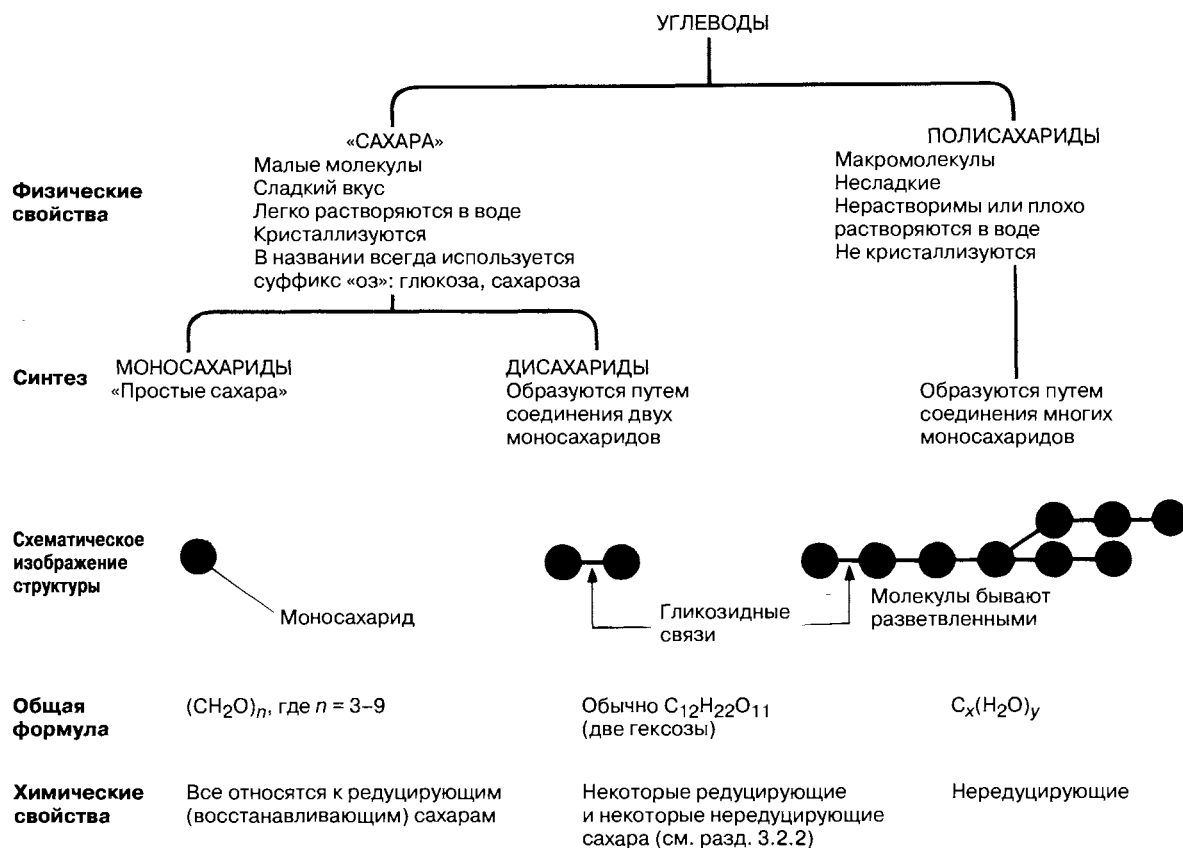 УГЛЕВОДЫ
«САХАРА»
Малые молекулы
Сладкий вкус
Легко растворяются в воде
Кристаллизуются
В названии всегда используется
суффикс «оз»: глюкоза, сахароза
ПОЛИСАХАРИДЫ
Макромолекулы
Несладкие
Нерастворимы или плохо
растворяются в воде
Не кристаллизуются
Физические
свойства
Синтез
МОНОСАХАРИДЫ
«Простые сахара»
ДИСАХАРИДЫ
Образуются путем
соединения двух
моносахаридов
Образуются путем
соединения многих
моносахаридов
Схематическое
изображение
структуры
Моносахарид
Гликозидные
связи
Молекулы бывают
разветвленными
Общая
формула
(CH₂O)ₙ, где n = 3–9
Обычно C₁₂H₂₂O₁₁
(две гексозы)
Cₓ(H₂O)y
Химические
свойства
Все относятся к редуцирующим
(восстанавливающим) сахарам
Некоторые редуцирующие
и некоторые нередуцирующие
сахара (см. разд. 3.2.2)
Нередуцирующие